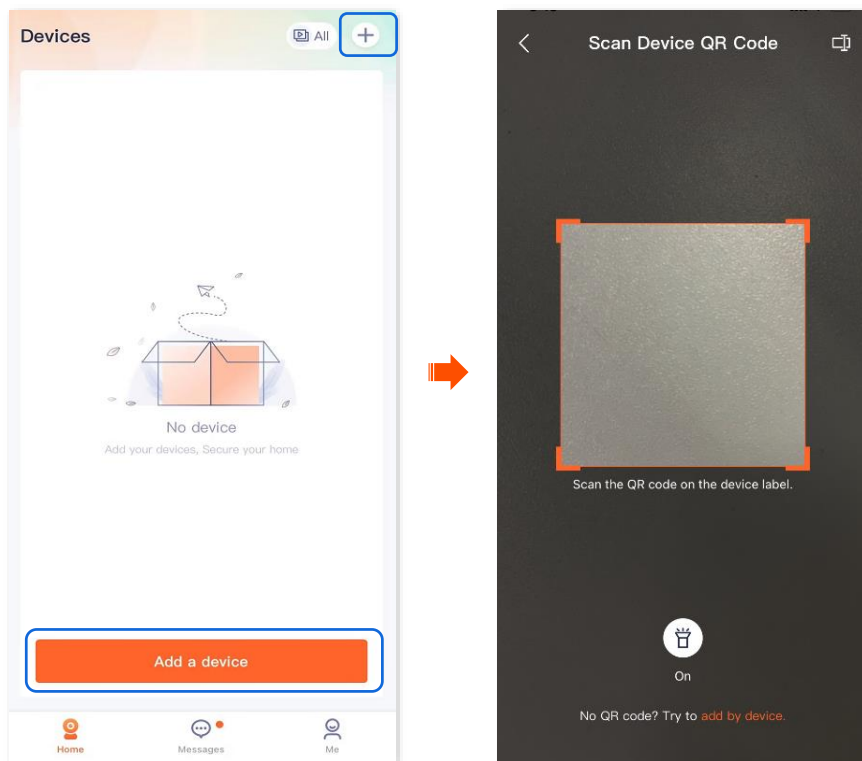 Devices
All
No device
Add your devices, Secure your home
Add a device
Home
Messages
Me
Scan Device QR Code
Scan the QR code on the device label.
On
No QR code? Try to add by device.